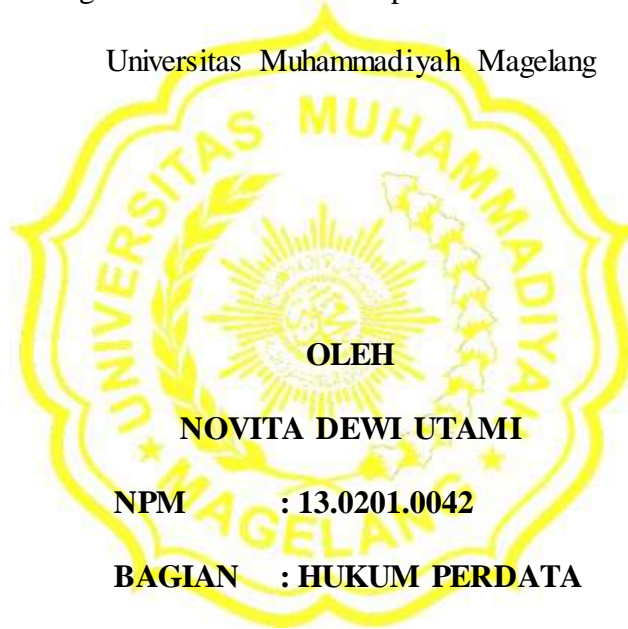 Universitas Muhammadiyah Magelang
UNIVERSITAS MUHAMMADIYAH
MAGELANG
OLEH
NOVITA DEWI UTAMI
NPM : 13.0201.0042
BAGIAN : HUKUM PERDATA